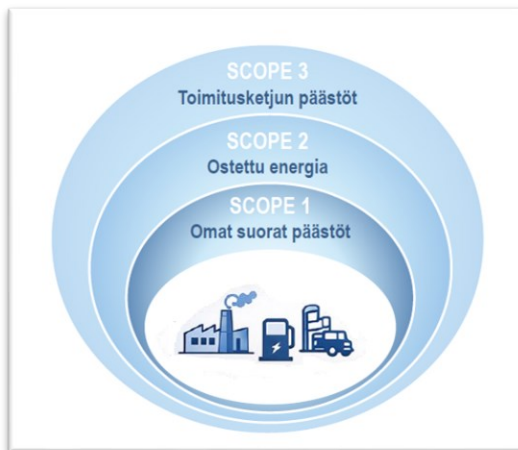 SCOPE 3
Toimitusketjun päästöt
SCOPE 2
Ostettu energia
SCOPE 1
Omat suorat päästöt